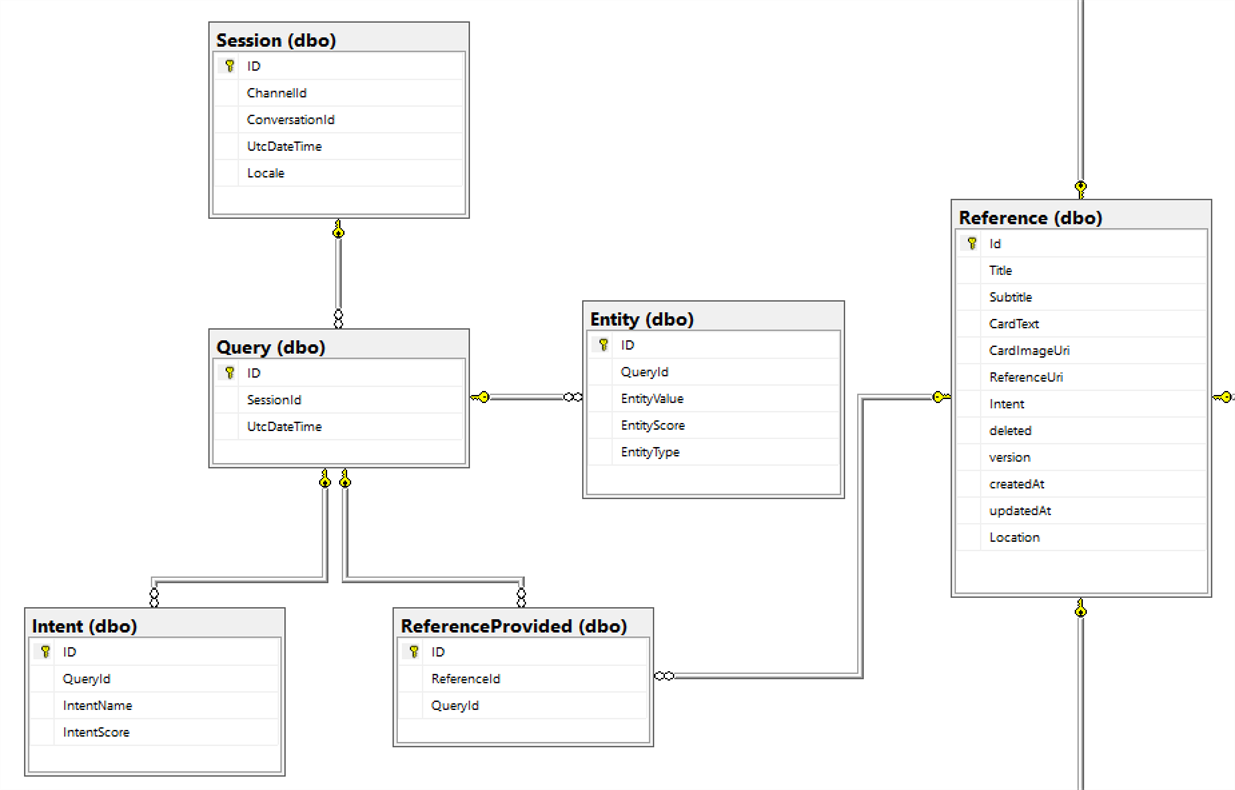 Session (dbo)
ID
ChannelId
ConversationId
UtcDateTime
Locale
Query (dbo)
ID
SessionId
UtcDateTime
Entity (dbo)
ID
QueryId
EntityValue
EntityScore
EntityType
Reference (dbo)
Id
Title
Subtitle
CardText
CardImageUri
ReferenceUri
Intent
deleted
version
createdAt
updatedAt
Location
Intent (dbo)
ID
QueryId
IntentName
IntentScore
ReferenceProvided (dbo)
ID
ReferenceId
QueryId